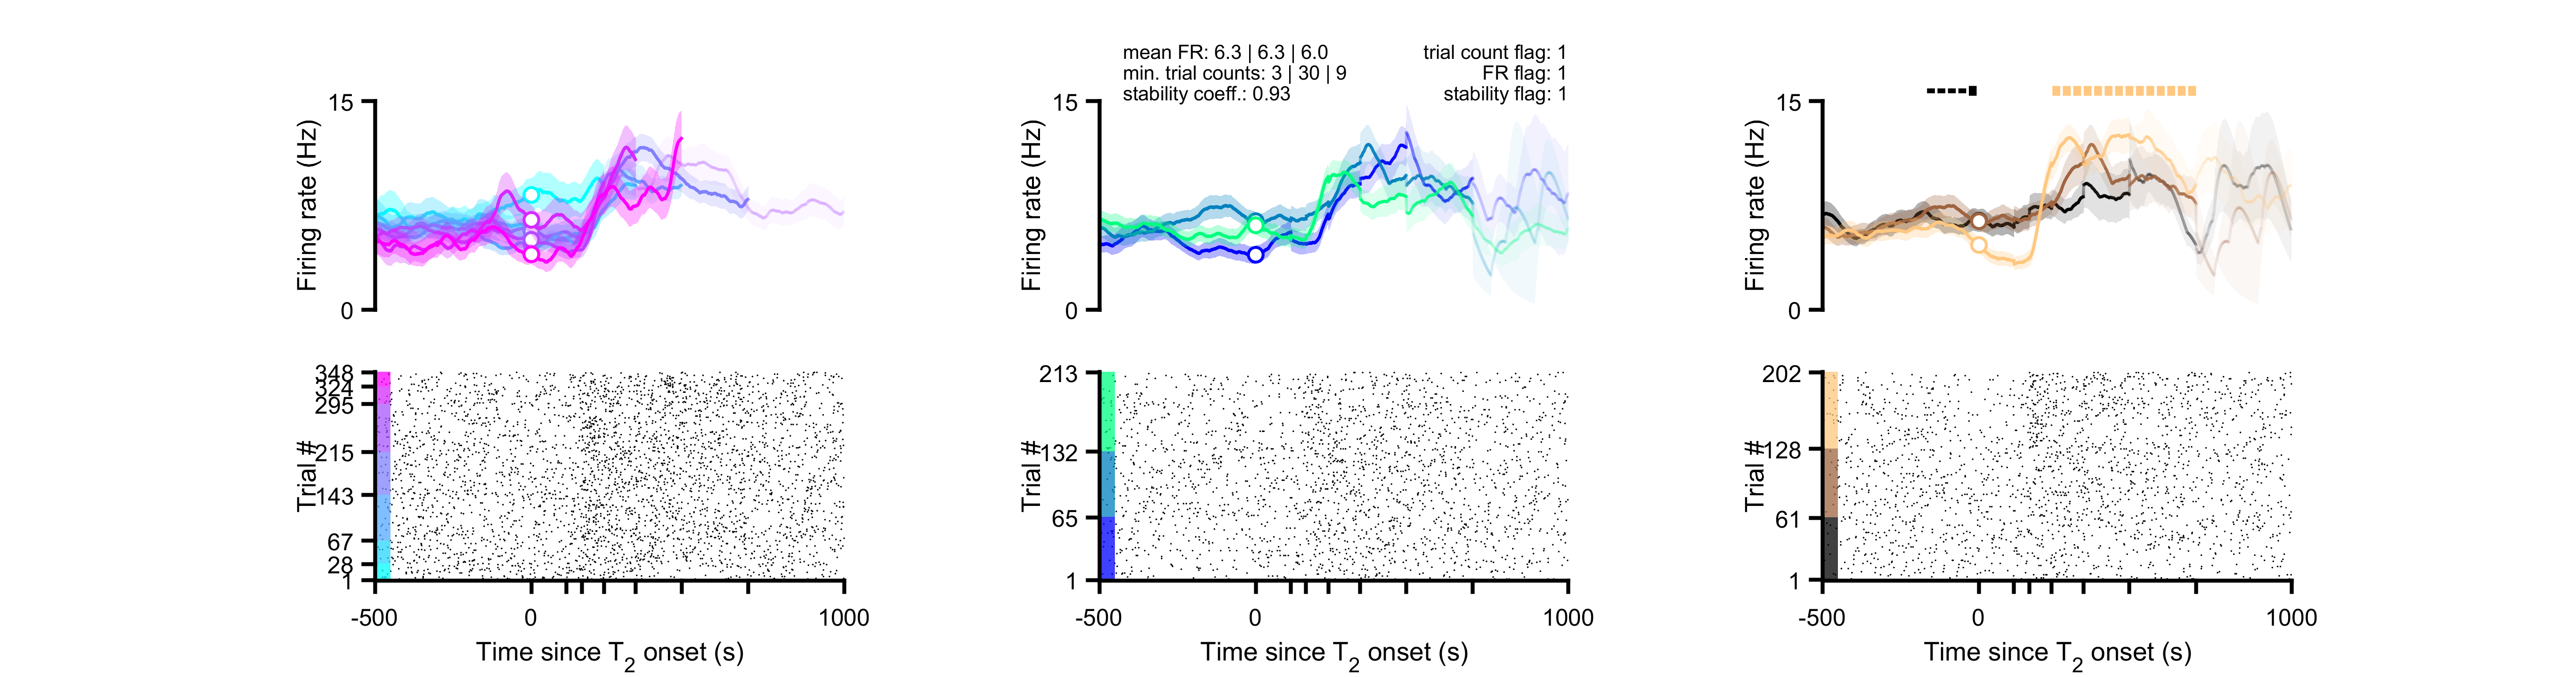 mean FR: 6.3 | 6.3 | 6.0
min. trial counts: 3 | 30 | 9
stability coeff.: 0.93
trial count flag: 1
FR flag: 1
stability flag: 1
15
Firing rate (Hz)
0
15
Firing rate (Hz)
0
15
Firing rate (Hz)
0
348
324
295
215
143
67
28
1
Trial #
-500
0
1000
Time since T2 onset (s)
213
132
65
1
Trial #
-500
0
1000
Time since T2 onset (s)
202
128
61
1
Trial #
-500
0
1000
Time since T2 onset (s)